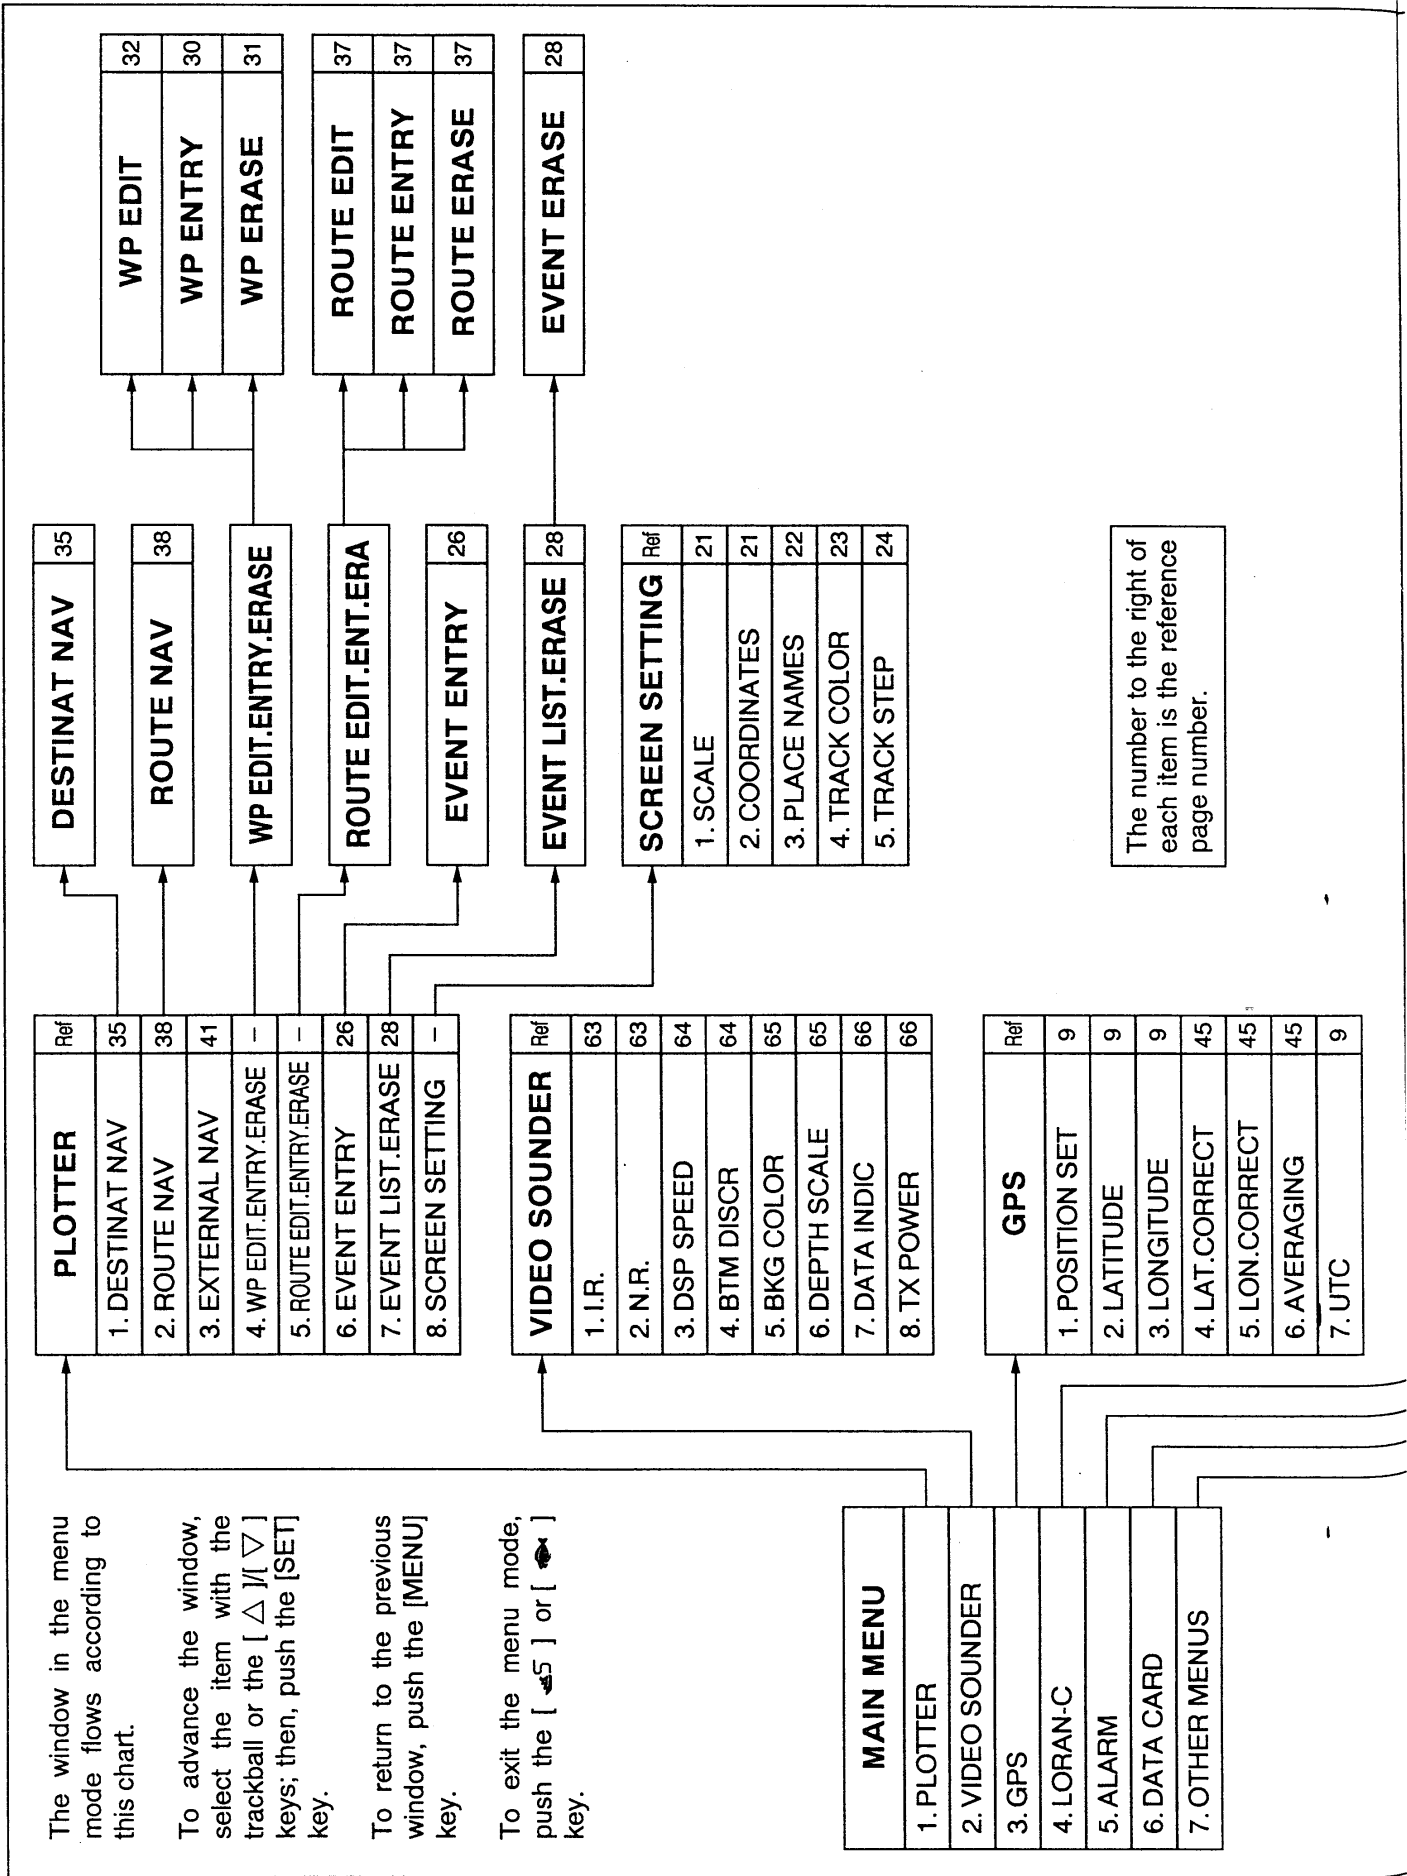 The window in the menu
mode flows according to
this chart.
To advance the window,
select the item with the
trackball or the [ △ ]/[ ▽ ]
keys; then, push the [SET]
key.
To return to the previous
window, push the [MENU]
key.
To exit the menu mode,
push the [ ] or [ ]
key.
MAIN MENU
1. PLOTTER
2. VIDEO SOUNDER
3. GPS
4. LORAN-C
5. ALARM
6. DATA CARD
7. OTHER MENUS
PLOTTER Ref
1. DESTINAT NAV 35
2. ROUTE NAV 38
3. EXTERNAL NAV 41
4. WP EDIT.ENTRY.ERASE –
5. ROUTE EDIT.ENTRY.ERASE –
6. EVENT ENTRY 26
7. EVENT LIST.ERASE 28
8. SCREEN SETTING –
VIDEO SOUNDER Ref
1. I.R. 63
2. N.R. 63
3. DSP SPEED 64
4. BTM DISCR 64
5. BKG COLOR 65
6. DEPTH SCALE 65
7. DATA INDIC 66
8. TX POWER 66
GPS Ref
1. POSITION SET 9
2. LATITUDE 9
3. LONGITUDE 9
4. LAT.CORRECT 45
5. LON.CORRECT 45
6. AVERAGING 45
7. UTC 9
DESTINAT NAV 35
ROUTE NAV 38
WP EDIT.ENTRY.ERASE
ROUTE EDIT.ENT.ERA
EVENT ENTRY 26
EVENT LIST.ERASE 28
SCREEN SETTING Ref
1. SCALE 21
2. COORDINATES 21
3. PLACE NAMES 22
4. TRACK COLOR 23
5. TRACK STEP 24
The number to the right of
each item is the reference
page number.
WP EDIT 32
WP ENTRY 30
WP ERASE 31
ROUTE EDIT 37
ROUTE ENTRY 37
ROUTE ERASE 37
EVENT ERASE 28